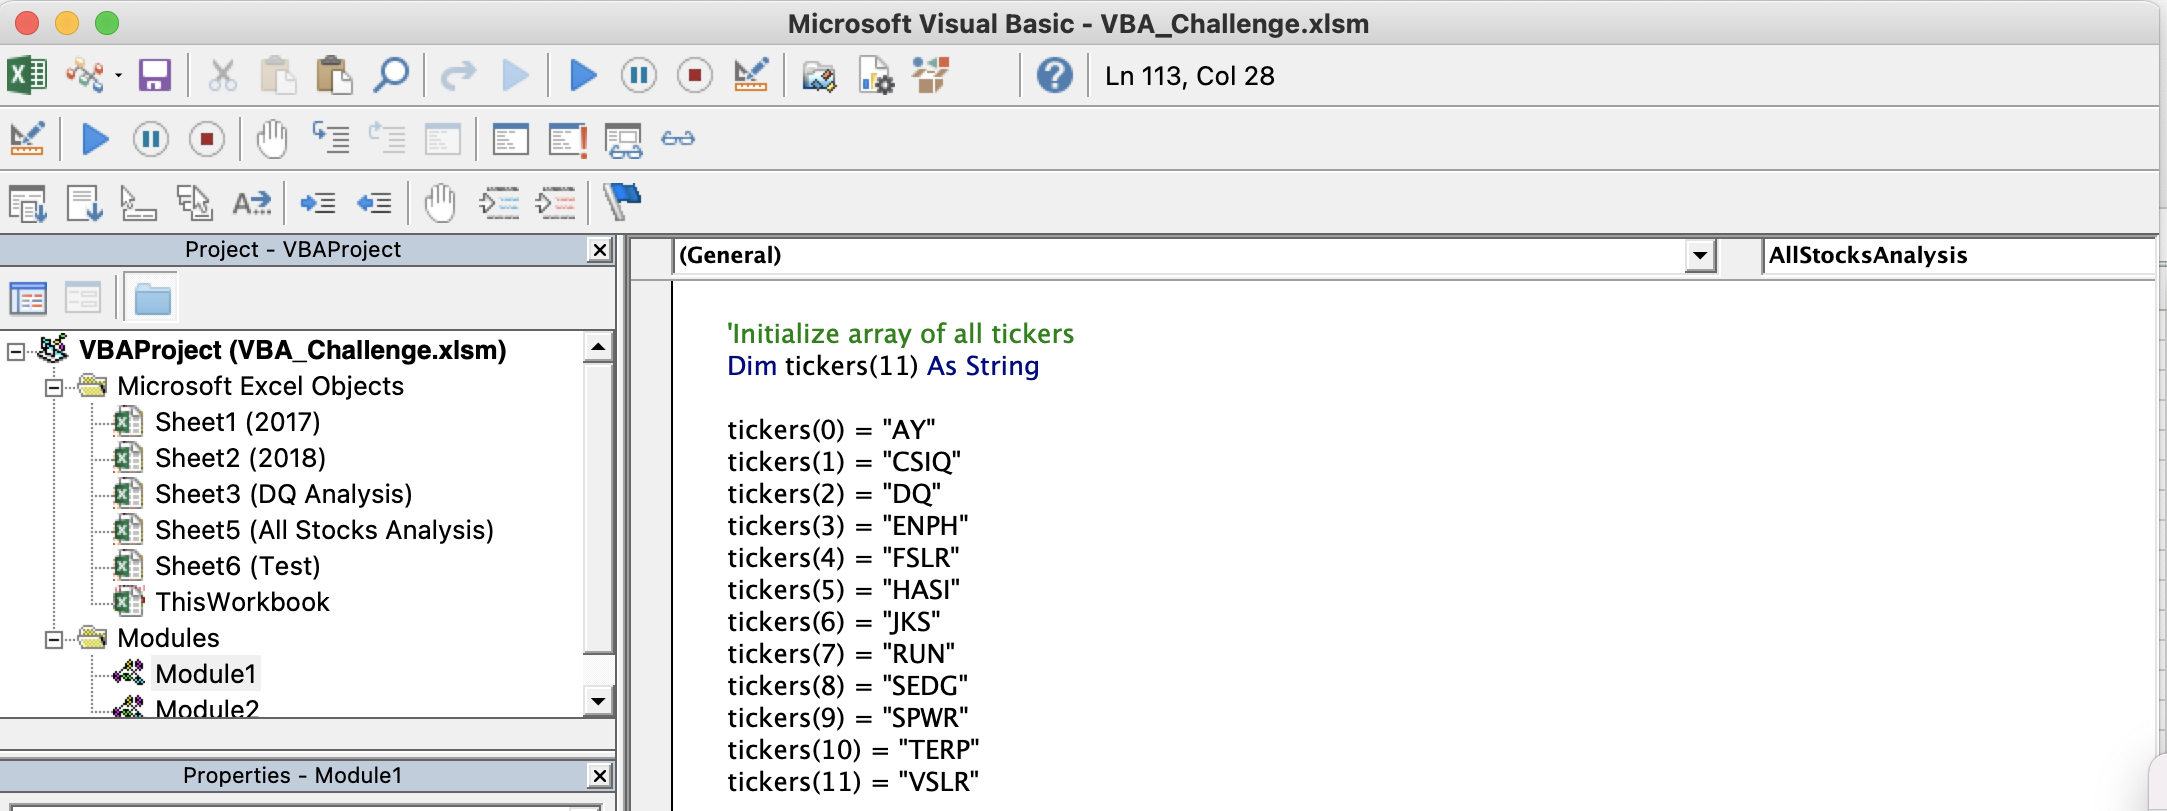 Microsoft Visual Basic - VBA_Challenge.xlsm
Ln 113, Col 28
Project - VBAProject
VBAProject (VBA_Challenge.xlsm)
Microsoft Excel Objects
Sheet1 (2017)
Sheet2 (2018)
Sheet3 (DQ Analysis)
Sheet5 (All Stocks Analysis)
Sheet6 (Test)
ThisWorkbook
Modules
Module1
Module2
Properties - Module1
(General)
AllStocksAnalysis
'Initialize array of all tickers
Dim tickers(11) As String
tickers(0) = "AY"
tickers(1) = "CSIQ"
tickers(2) = "DQ"
tickers(3) = "ENPH"
tickers(4) = "FSLR"
tickers(5) = "HASI"
tickers(6) = "JKS"
tickers(7) = "RUN"
tickers(8) = "SEDG"
tickers(9) = "SPWR"
tickers(10) = "TERP"
tickers(11) = "VSLR"